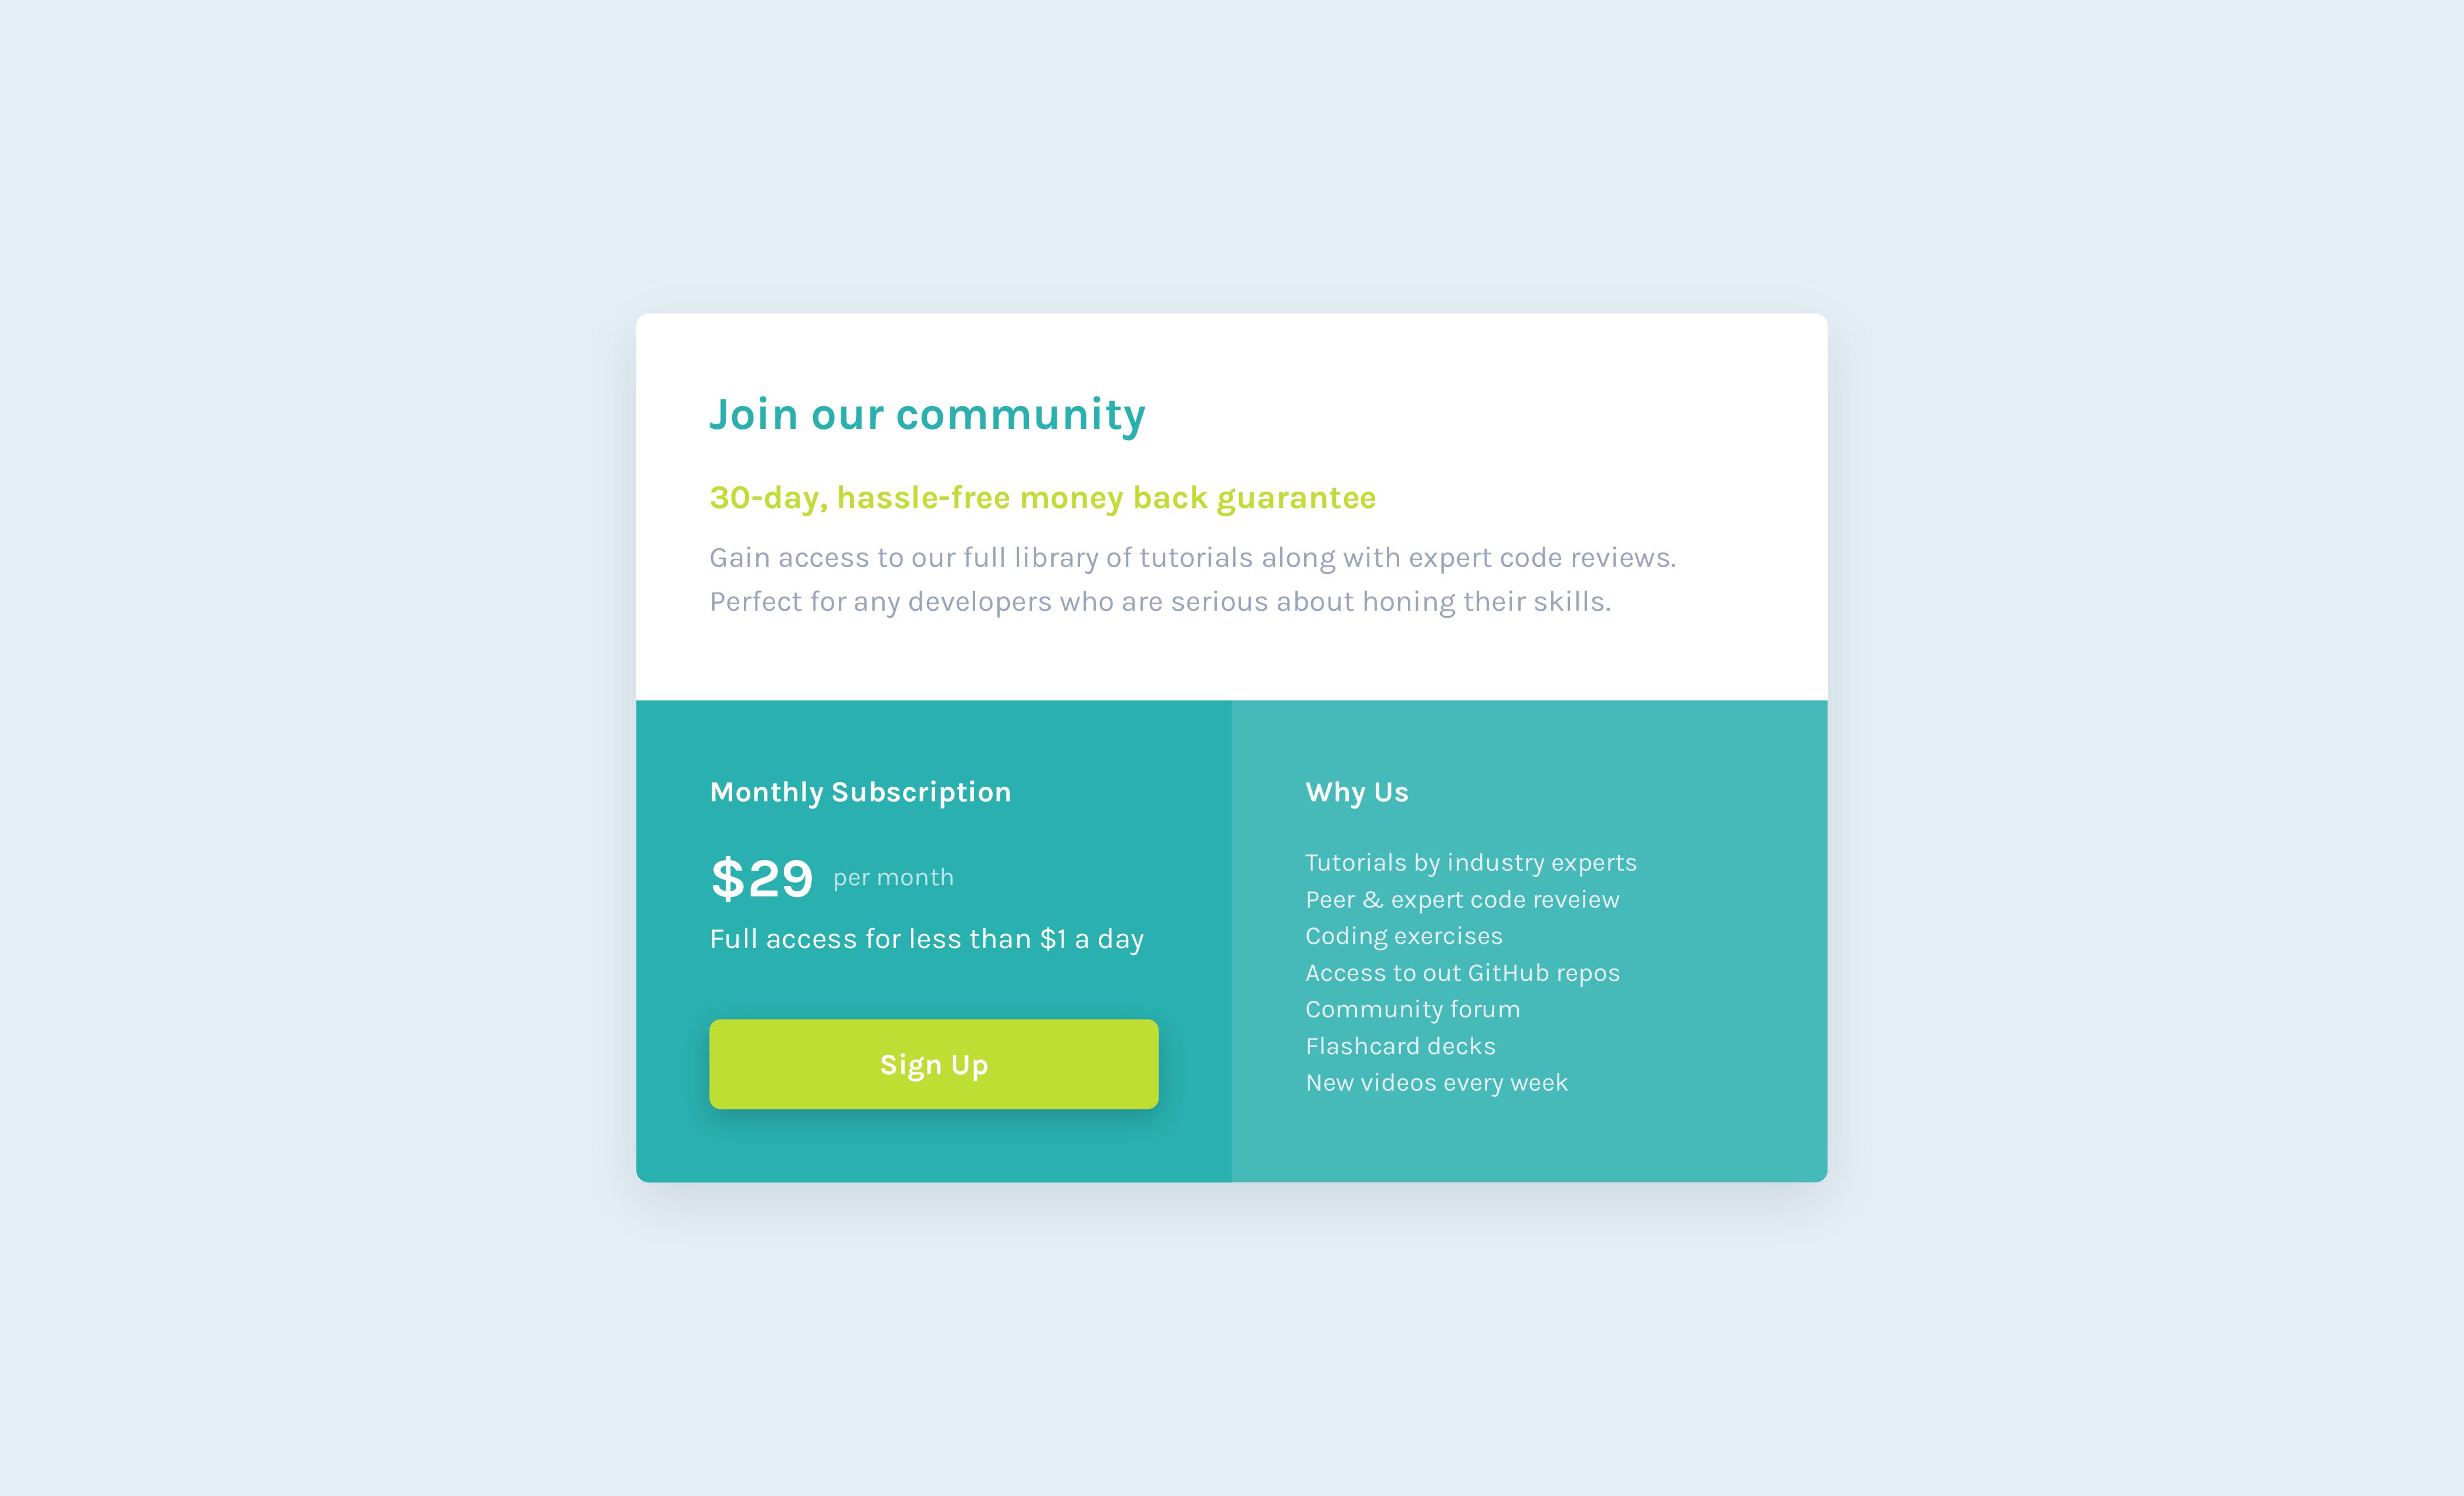 Join our community
30-day, hassle-free money back guarantee
Gain access to our full library of tutorials along with expert code reviews.
Perfect for any developers who are serious about honing their skills.
Monthly Subscription
$29 per month
Full access for less than $1 a day
Sign Up
Why Us
Tutorials by industry experts
Peer & expert code reveiew
Coding exercises
Access to out GitHub repos
Community forum
Flashcard decks
New videos every week